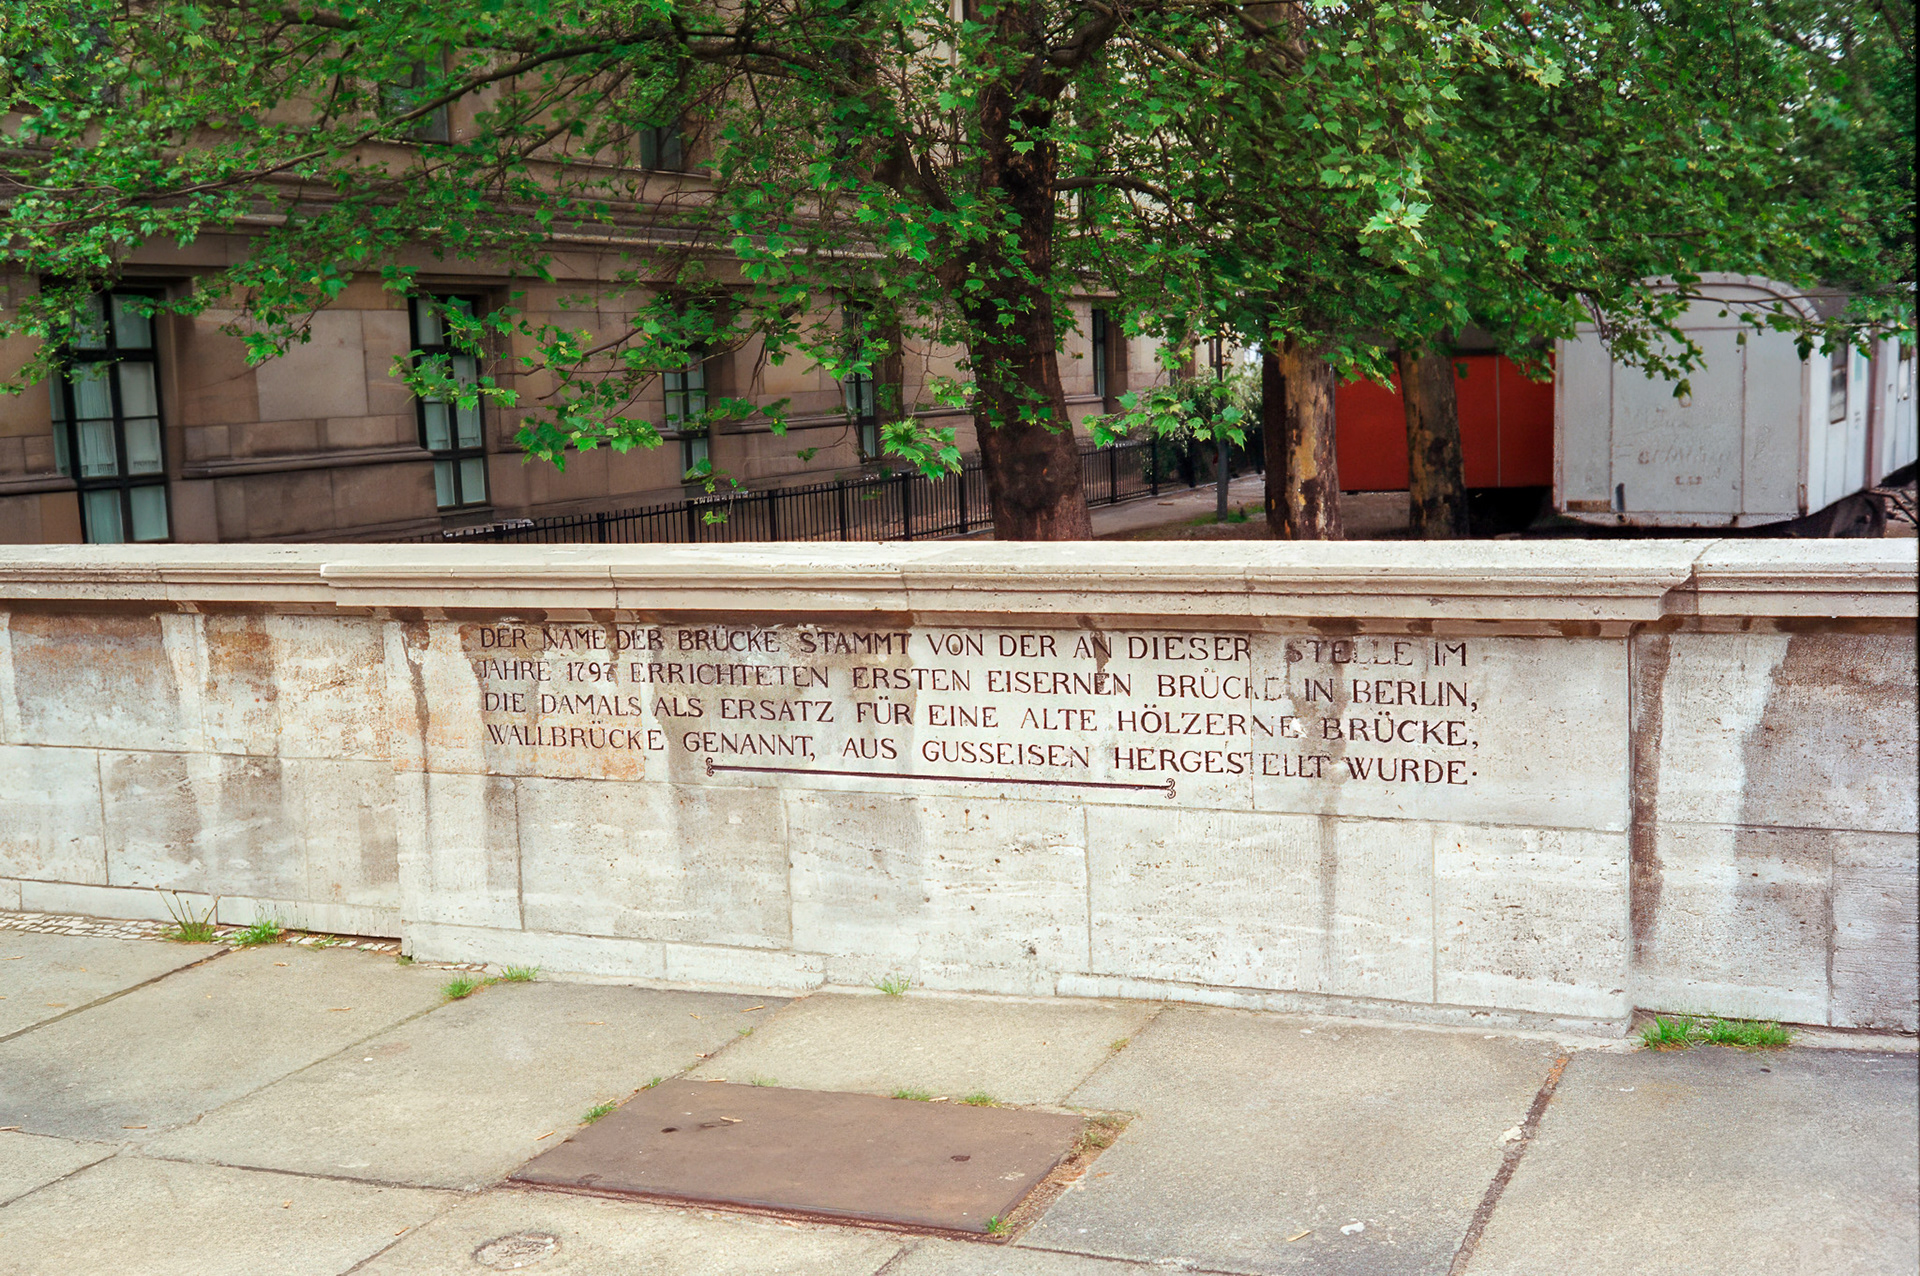 DER NAME DER BRÜCKE STAMMT VON DER AN DIESER STELLE IM
JAHRE 1797 ERRICHTETEN ERSTEN EISERNEN BRÜCKE IN BERLIN,
DIE DAMALS ALS ERSATZ FÜR EINE ALTE HÖLZERNE BRÜCKE,
WALLBRÜCKE GENANNT, AUS GUSSEISEN HERGESTELLT WURDE.